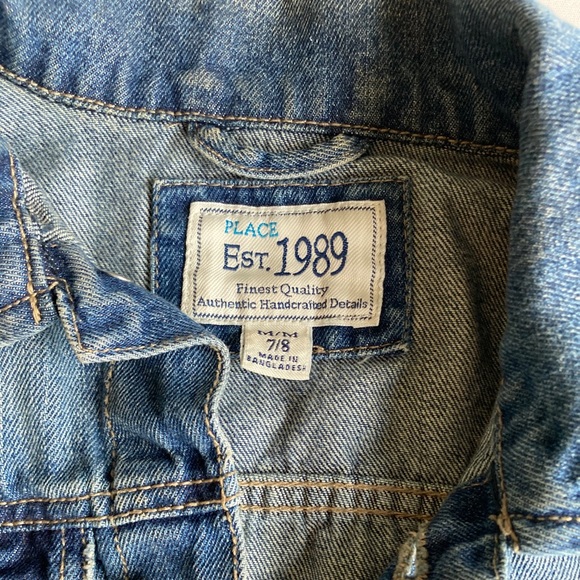 PLACE
EST. 1989
Finest Quality
Authentic Handcrafted Details
M/M
7/8
MADE IN
BANGLADESH